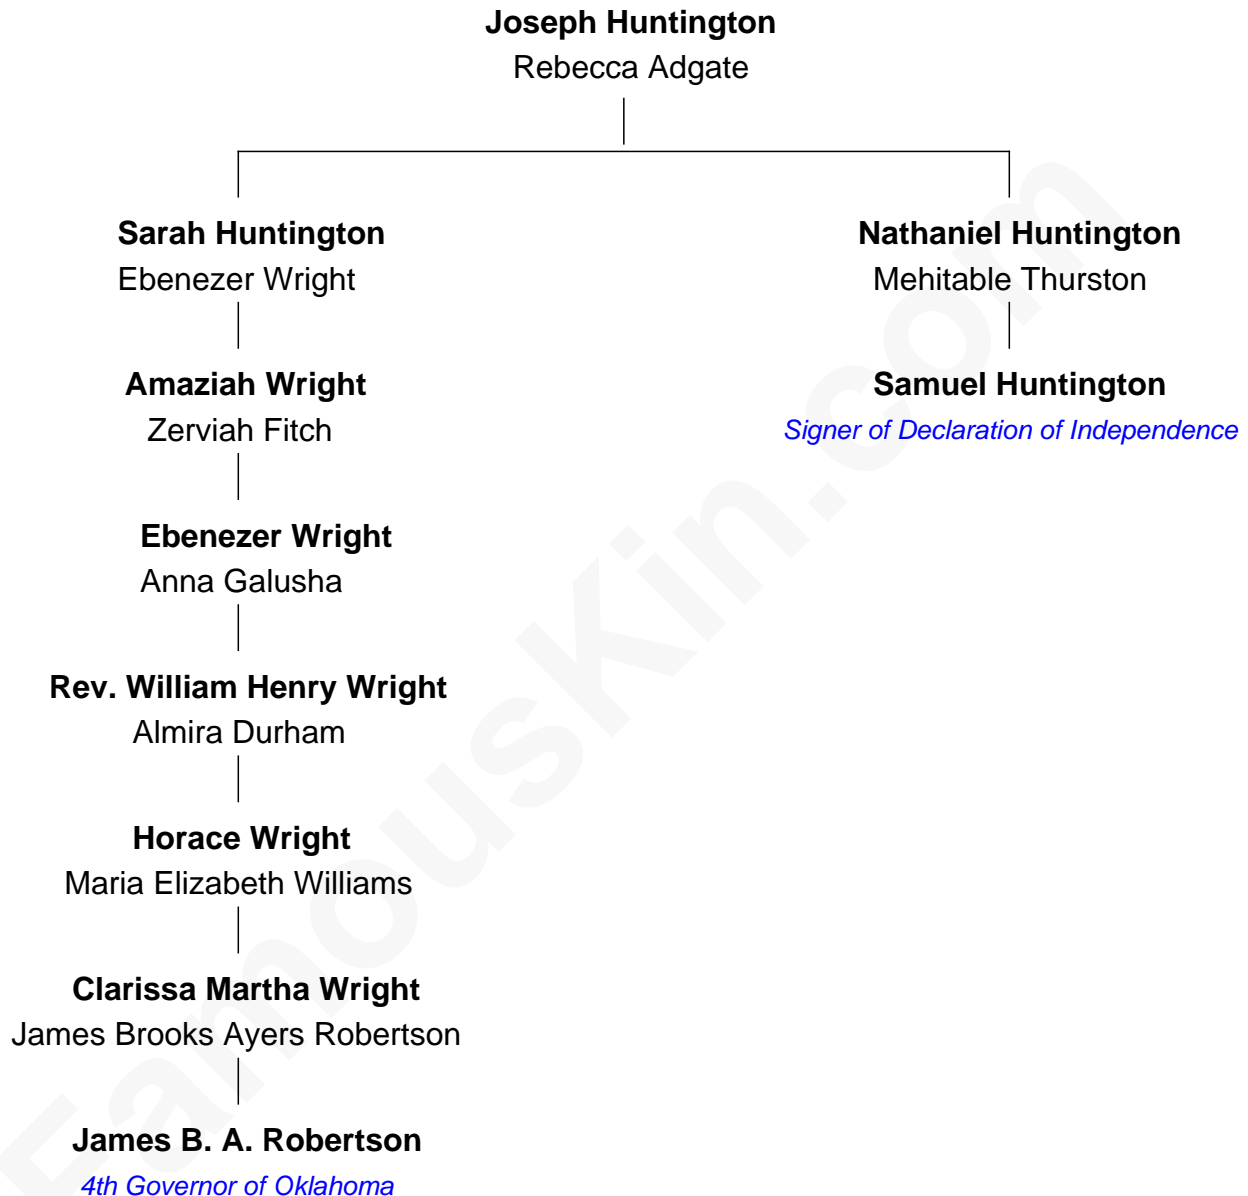 Joseph Huntington
Rebecca Adgate
Sarah Huntington
Ebenezer Wright
Nathaniel Huntington
Mehitable Thurston
Amaziah Wright
Zerviah Fitch
Samuel Huntington
Signer of Declaration of Independence
Ebenezer Wright
Anna Galusha
Rev. William Henry Wright
Almira Durham
Horace Wright
Maria Elizabeth Williams
Clarissa Martha Wright
James Brooks Ayers Robertson
James B. A. Robertson
4th Governor of Oklahoma
FamousKin.com